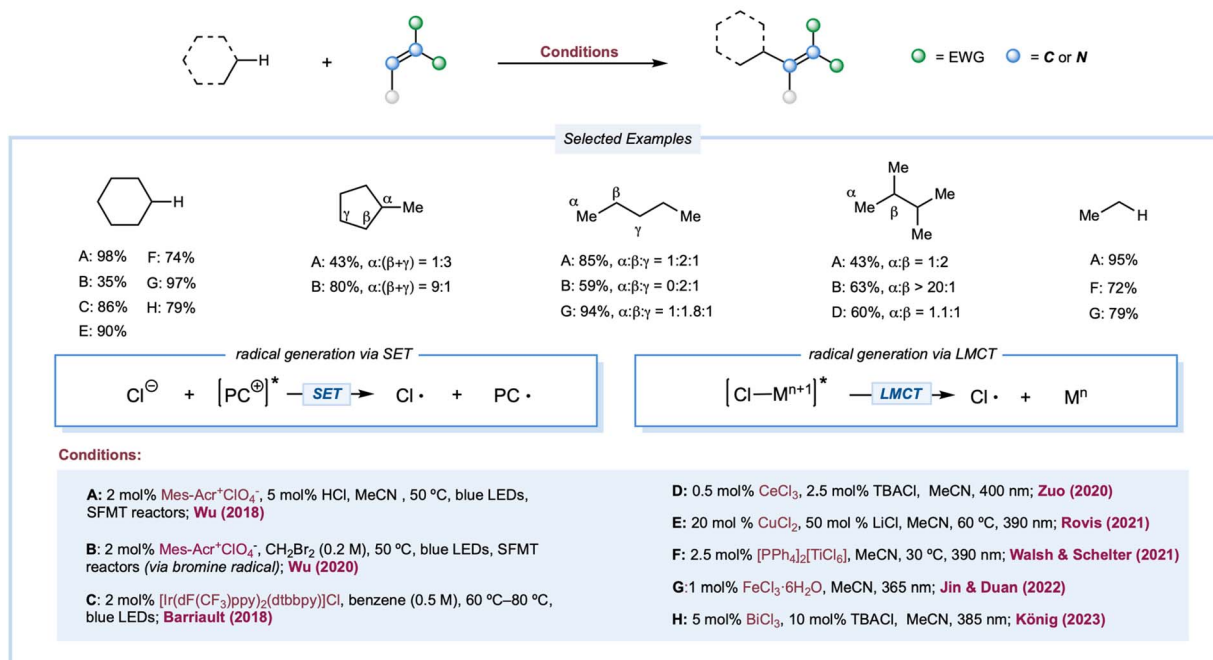 H
+
Conditions
= EWG
= C or N
Selected Examples
H
A: 98% F: 74%
B: 35% G: 97%
C: 86% H: 79%
E: 90%
α
β
γ
Me
A: 43%, α:(β+γ) = 1:3
B: 80%, α:(β+γ) = 9:1
α
β
γ
Me
Me
A: 85%, α:β:γ = 1:2:1
B: 59%, α:β:γ = 0:2:1
G: 94%, α:β:γ = 1:1.8:1
Me
α
Me
Me
β
Me
A: 43%, α:β = 1:2
B: 63%, α:β > 20:1
D: 60%, α:β = 1.1:1
Me H
A: 95%
F: 72%
G: 79%
radical generation via SET
Cl⊖ + [PC⊕]* SET Cl· + PC·
radical generation via LMCT
[Cl—Mⁿ⁺¹]* LMCT Cl· + Mⁿ
Conditions:
A: 2 mol% Mes-Acr⁺ClO₄⁻, 5 mol% HCl, MeCN , 50 ºC, blue LEDs,
SFMT reactors; Wu (2018)
B: 2 mol% Mes-Acr⁺ClO₄⁻, CH₂Br₂ (0.2 M), 50 ºC, blue LEDs, SFMT
reactors (via bromine radical); Wu (2020)
C: 2 mol% [Ir(dF(CF₃)ppy)₂(dtbbpy)]Cl, benzene (0.5 M), 60 ºC–80 ºC,
blue LEDs; Barriault (2018)
D: 0.5 mol% CeCl₃, 2.5 mol% TBACl, MeCN, 400 nm; Zuo (2020)
E: 20 mol % CuCl₂, 50 mol % LiCl, MeCN, 60 ºC, 390 nm; Rovis (2021)
F: 2.5 mol% [PPh₄]₂[TiCl₆], MeCN, 30 ºC, 390 nm; Walsh & Schelter (2021)
G:1 mol% FeCl₃·6H₂O, MeCN, 365 nm; Jin & Duan (2022)
H: 5 mol% BiCl₃, 10 mol% TBACl, MeCN, 385 nm; König (2023)